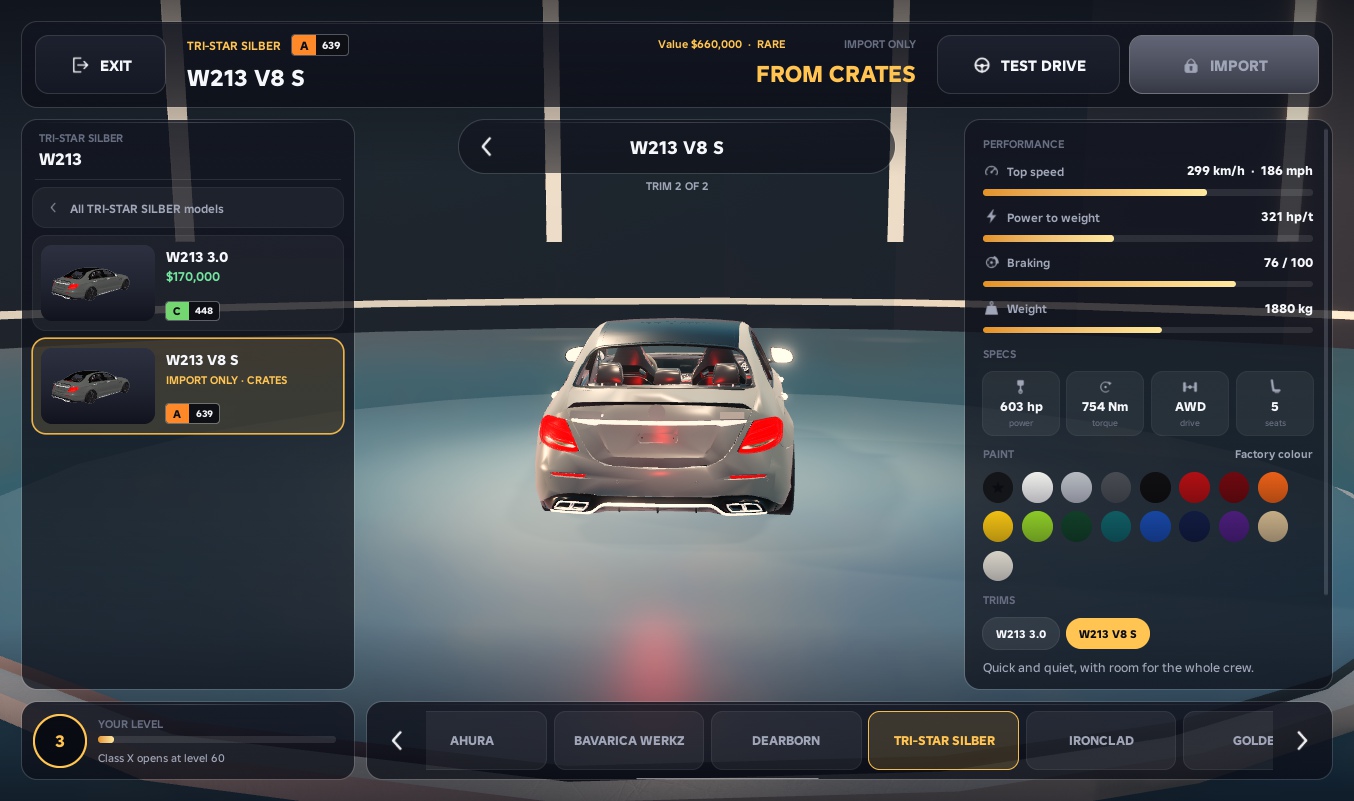 EXIT
TRI-STAR SILBER A 639
W213 V8 S
Value $660,000 · RARE IMPORT ONLY
FROM CRATES
TEST DRIVE
IMPORT
TRI-STAR SILBER
W213
All TRI-STAR SILBER models
W213 3.0
$170,000
C 448
W213 V8 S
IMPORT ONLY · CRATES
A 639
W213 V8 S
TRIM 2 OF 2
PERFORMANCE
Top speed 299 km/h · 186 mph
Power to weight 321 hp/t
Braking 76 / 100
Weight 1880 kg
SPECS
603 hp 754 Nm AWD 5
power torque drive seats
PAINT Factory colour
TRIMS
W213 3.0 W213 V8 S
Quick and quiet, with room for the whole crew.
3
YOUR LEVEL
Class X opens at level 60
AHURA BAVARICA WERKZ DEARBORN TRI-STAR SILBER IRONCLAD GOLDE